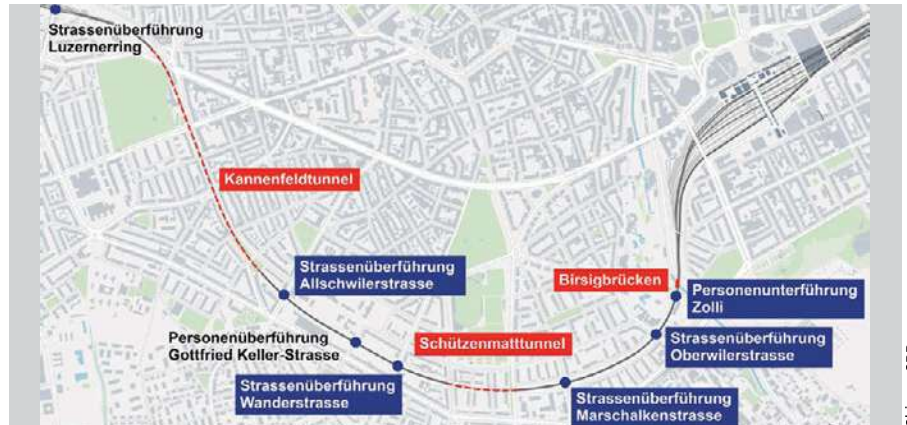 Strassenüberführung
Luzernerring
Kannenfeldtunnel
Strassenüberführung
Allschwilerstrasse
Birsigbrücken
Personenunterführung
Zolli
Personenüberführung
Gottfried Keller-Strasse
Schützenmatttunnel
Strassenüberführung
Oberwilerstrasse
Strassenüberführung
Wanderstrasse
Strassenüberführung
Marschalkenstrasse